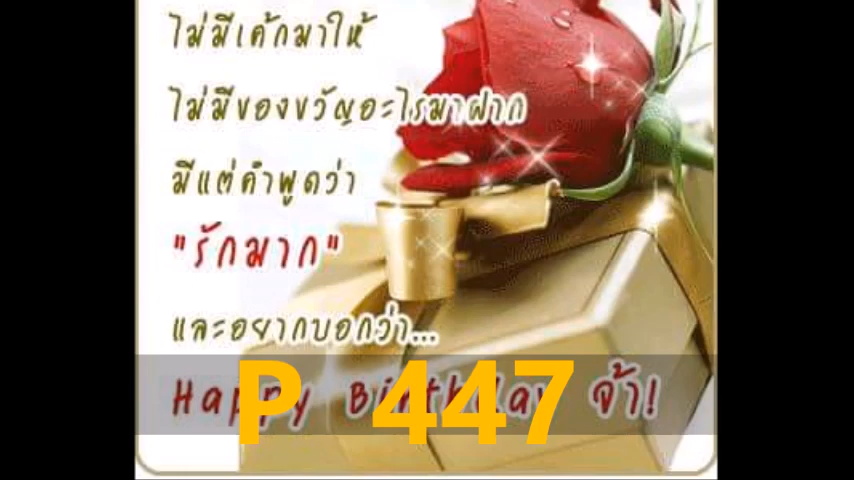 ไม่มีเค้กมาให้
ไม่มีของขวัญอะไรมาฝาก
มีแต่คำพูดว่า
"รักมาก"
และอยากบอกว่า...
Happy Birthday จ้า!
P 447